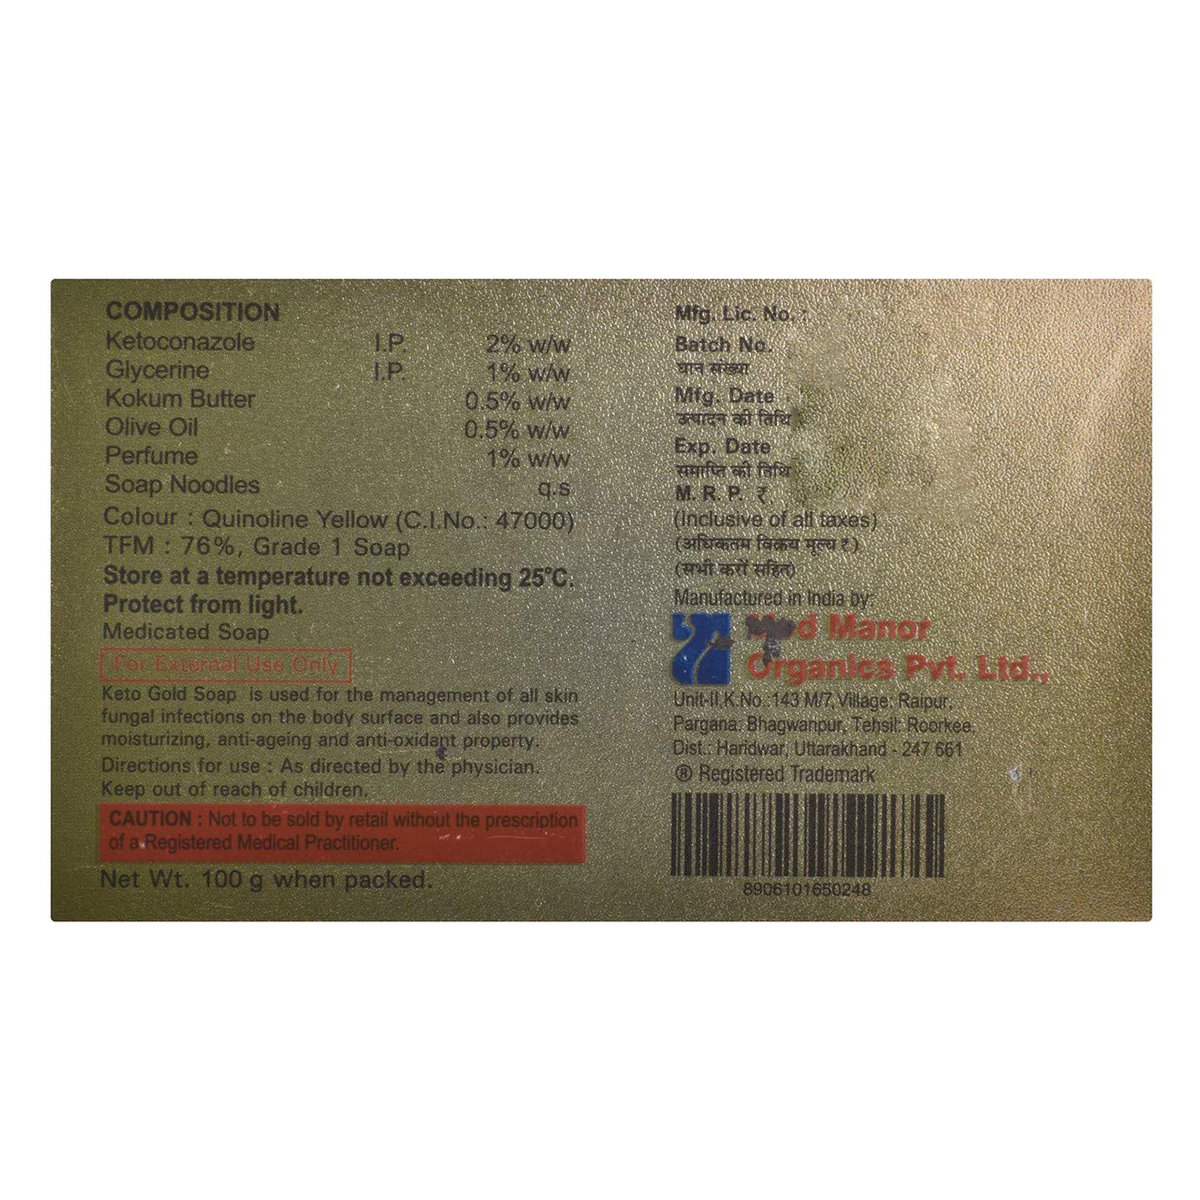 COMPOSITION
Ketoconazole I.P. 2% w/w
Glycerine I.P. 1% w/w
Kokum Butter 0.5% w/w
Olive Oil 0.5% w/w
Perfume 1% w/w
Soap Noodles q.s
Colour : Quinoline Yellow (C.I.No.: 47000)
TFM : 76%, Grade 1 Soap
Store at a temperature not exceeding 25°C.
Protect from light.
Medicated Soap
For External Use Only
Keto Gold Soap is used for the management of all skin
fungal infections on the body surface and also provides
moisturizing, anti-ageing and anti-oxidant property.
Directions for use : As directed by the physician.
Keep out of reach of children.
CAUTION : Not to be sold by retail without the prescription
of a Registered Medical Practitioner.
Net Wt. 100 g when packed.
Mfg. Lic. No. :
Batch No.
घान संख्या
Mfg. Date
उत्पादन की तिथि
Exp. Date
समाप्ति की तिथि
M. R. P. ₹
(Inclusive of all taxes)
(अधिकतम विक्रय मूल्य ₹)
(सभी करों सहित)
Manufactured in India by:
Med Manor
Organics Pvt. Ltd.,
Unit-II,K.No.:143 M/7, Village: Raipur,
Pargana: Bhagwanpur, Tehsil: Roorkee,
Dist.: Haridwar, Uttarakhand - 247 661
® Registered Trademark
8906101650248